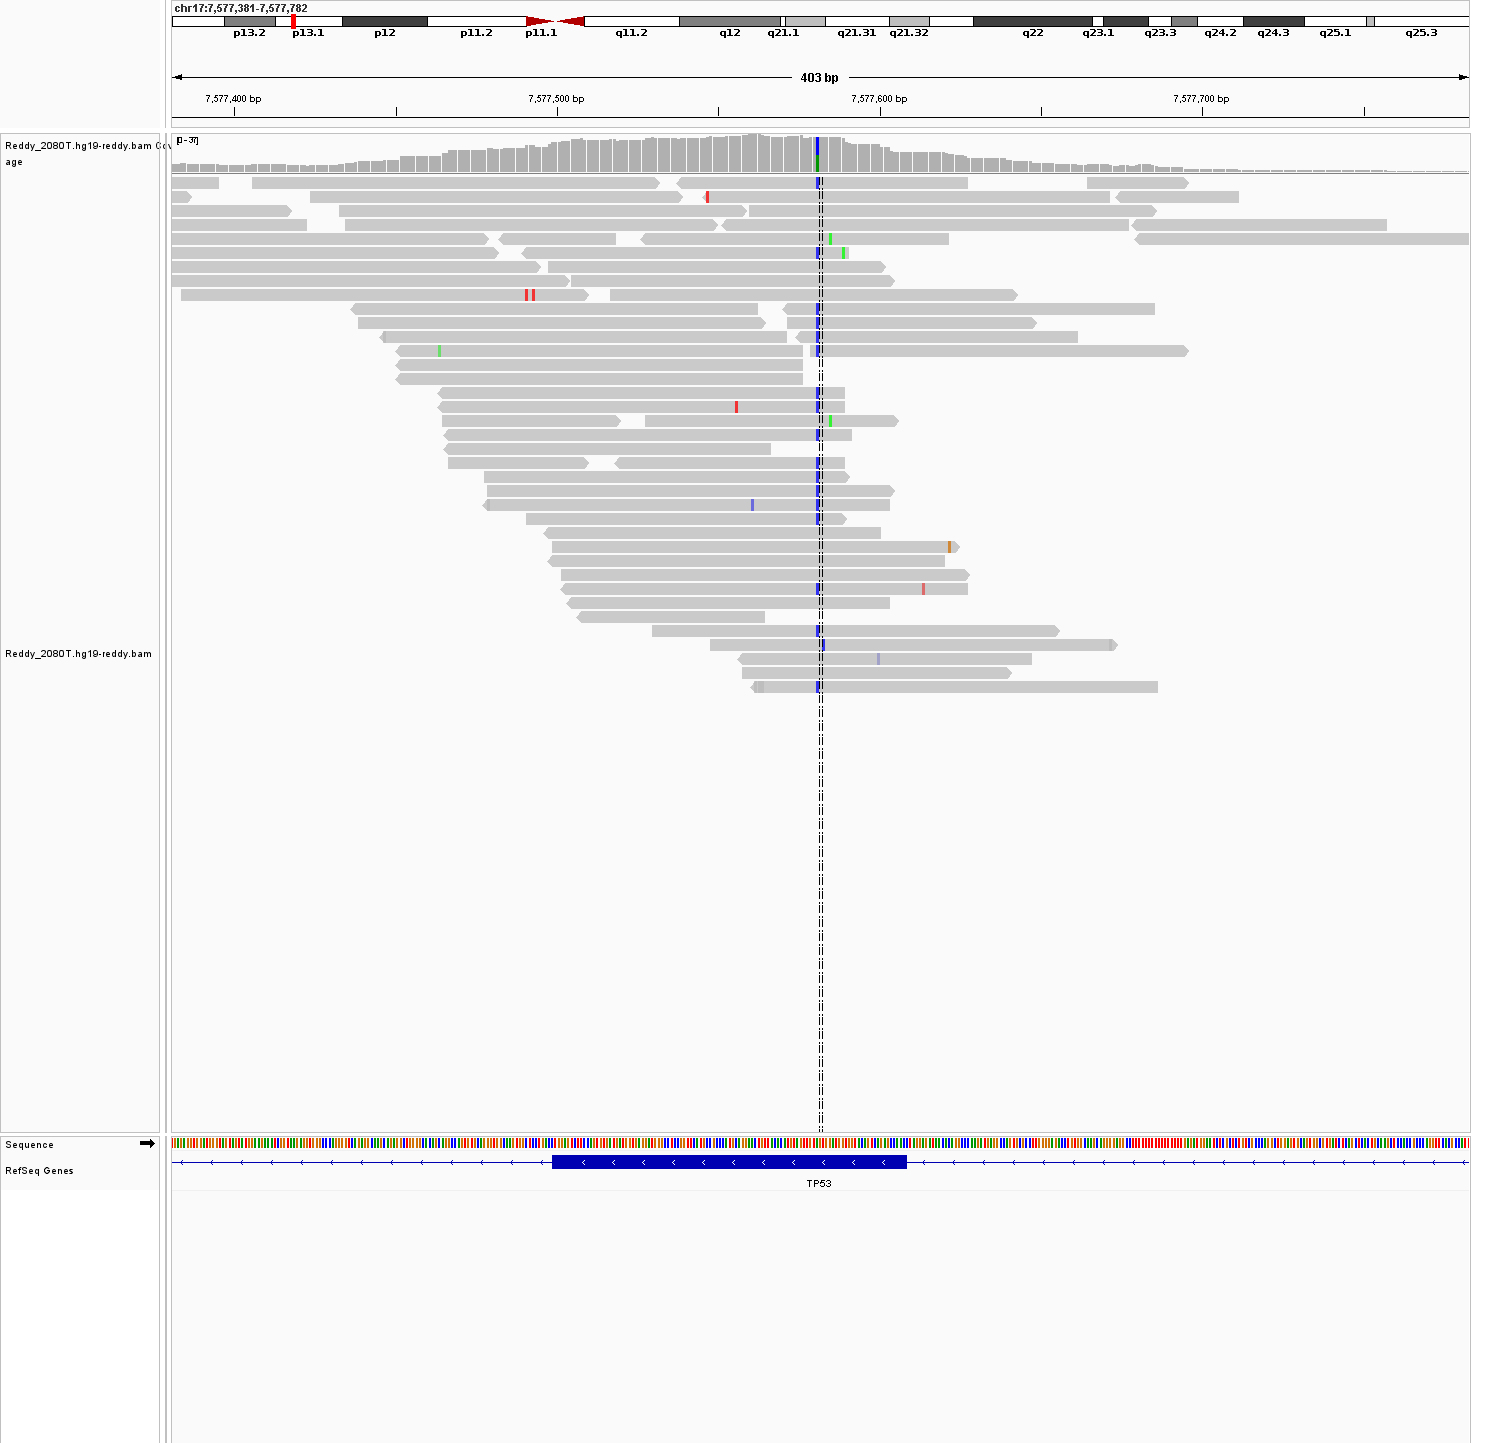 chr17:7,577,381-7,577,782
p13.2 p13.1 p12 p11.2 p11.1 q11.2 q12 q21.1 q21.31 q21.32 q22 q23.1 q23.3 q24.2 q24.3 q25.1 q25.3
403 bp
7,577,400 bp 7,577,500 bp 7,577,600 bp 7,577,700 bp
[0 - 37]
Reddy_2080T.hg19-reddy.bam Cov
age
Reddy_2080T.hg19-reddy.bam
Sequence
RefSeq Genes
TP53